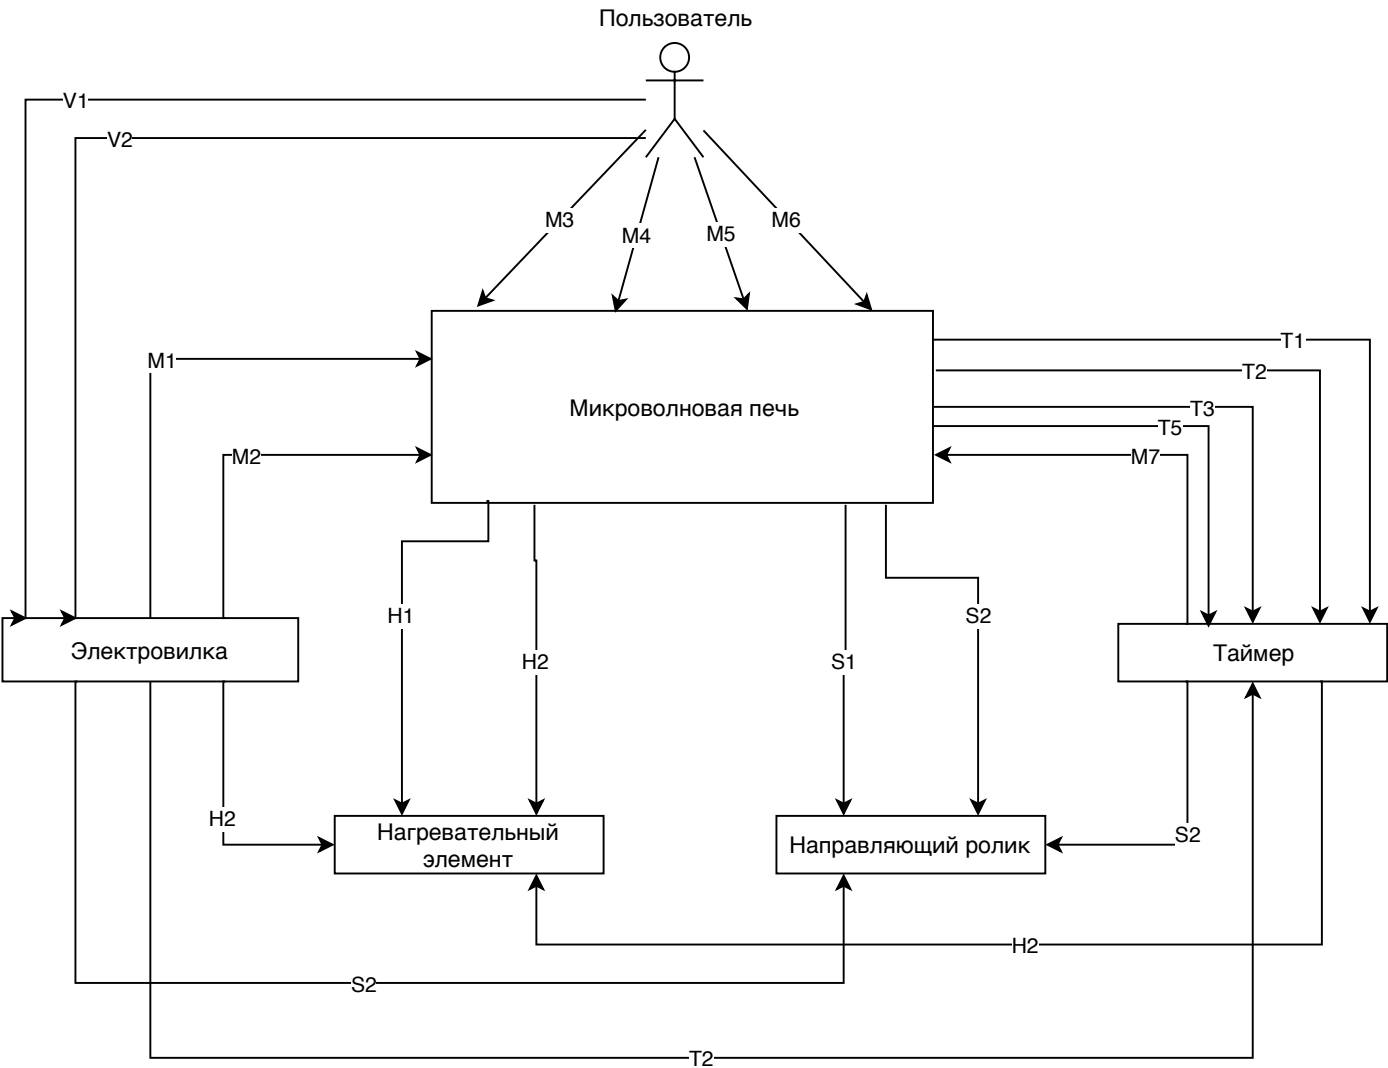 Пользователь
V1
V2
M3
M4
M5
M6
M1
T1
T2
Микроволновая печь
T3
T5
M2
M7
H1
S2
H2
S1
Электровилка
Таймер
H2
Нагревательный
элемент
Направляющий ролик
S2
H2
S2
T2